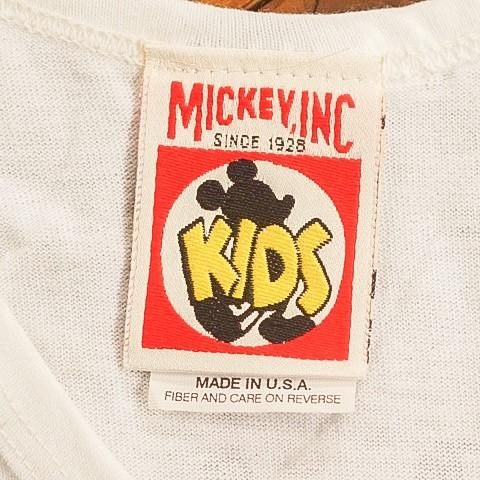 MICKEY, INC
SINCE 1928
KIDS
MADE IN U.S.A.
FIBER AND CARE ON REVERSE